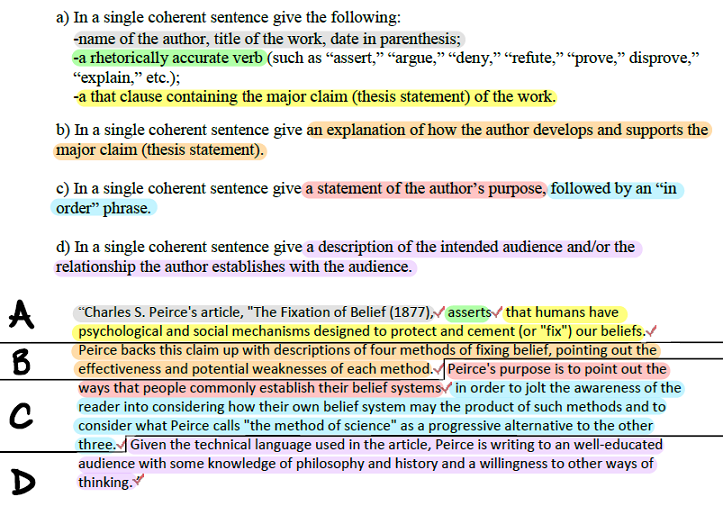 a) In a single coherent sentence give the following:
-name of the author, title of the work, date in parenthesis;
-a rhetorically accurate verb (such as “assert,” “argue,” “deny,” “refute,” “prove,” disprove,”
“explain,” etc.);
-a that clause containing the major claim (thesis statement) of the work.
b) In a single coherent sentence give an explanation of how the author develops and supports the
major claim (thesis statement).
c) In a single coherent sentence give a statement of the author’s purpose, followed by an “in
order” phrase.
d) In a single coherent sentence give a description of the intended audience and/or the
relationship the author establishes with the audience.
A
“Charles S. Peirce's article, "The Fixation of Belief (1877), asserts that humans have
psychological and social mechanisms designed to protect and cement (or "fix") our beliefs.
B
Peirce backs this claim up with descriptions of four methods of fixing belief, pointing out the
effectiveness and potential weaknesses of each method. Peirce's purpose is to point out the
C
ways that people commonly establish their belief systems in order to jolt the awareness of the
reader into considering how their own belief system may the product of such methods and to
consider what Peirce calls "the method of science" as a progressive alternative to the other
three. Given the technical language used in the article, Peirce is writing to an well-educated
D
audience with some knowledge of philosophy and history and a willingness to other ways of
thinking.